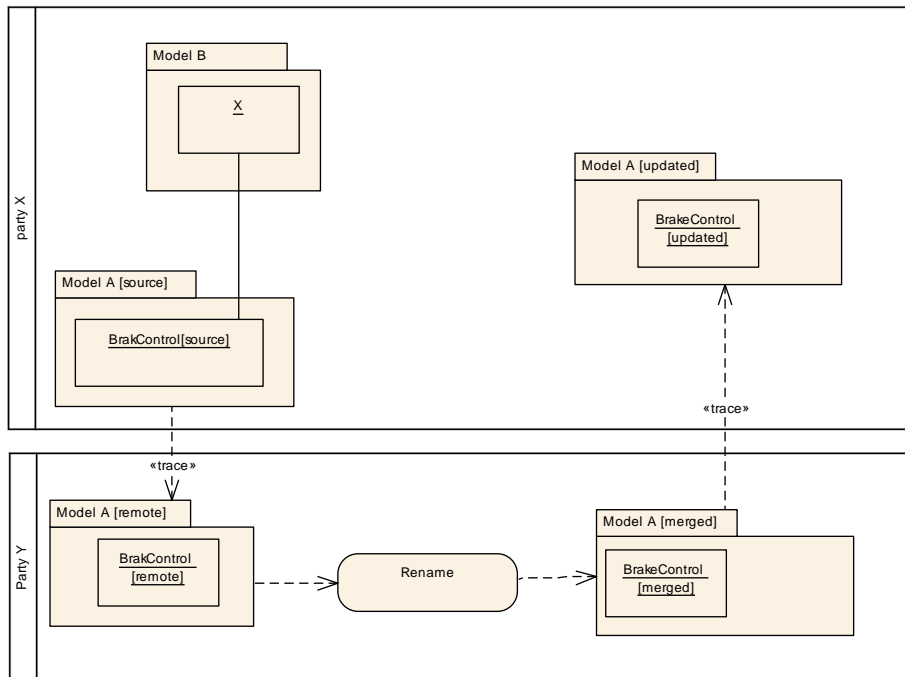 party X
Model B
X
Model A [updated]
BrakeControl
[updated]
Model A [source]
BrakControl[source]
«trace»
«trace»
Party Y
Model A [remote]
BrakControl
[remote]
Rename
Model A [merged]
BrakeControl
[merged]